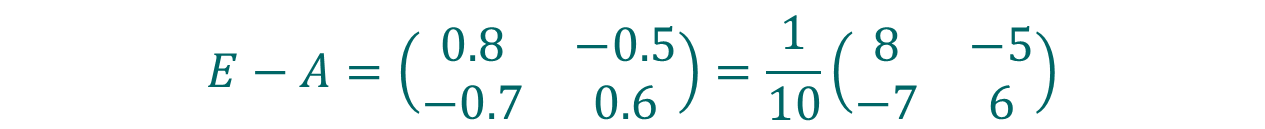 E − A = (0.8 −0.5 −0.7 0.6) = 1/10 (8 −5 −7 6)